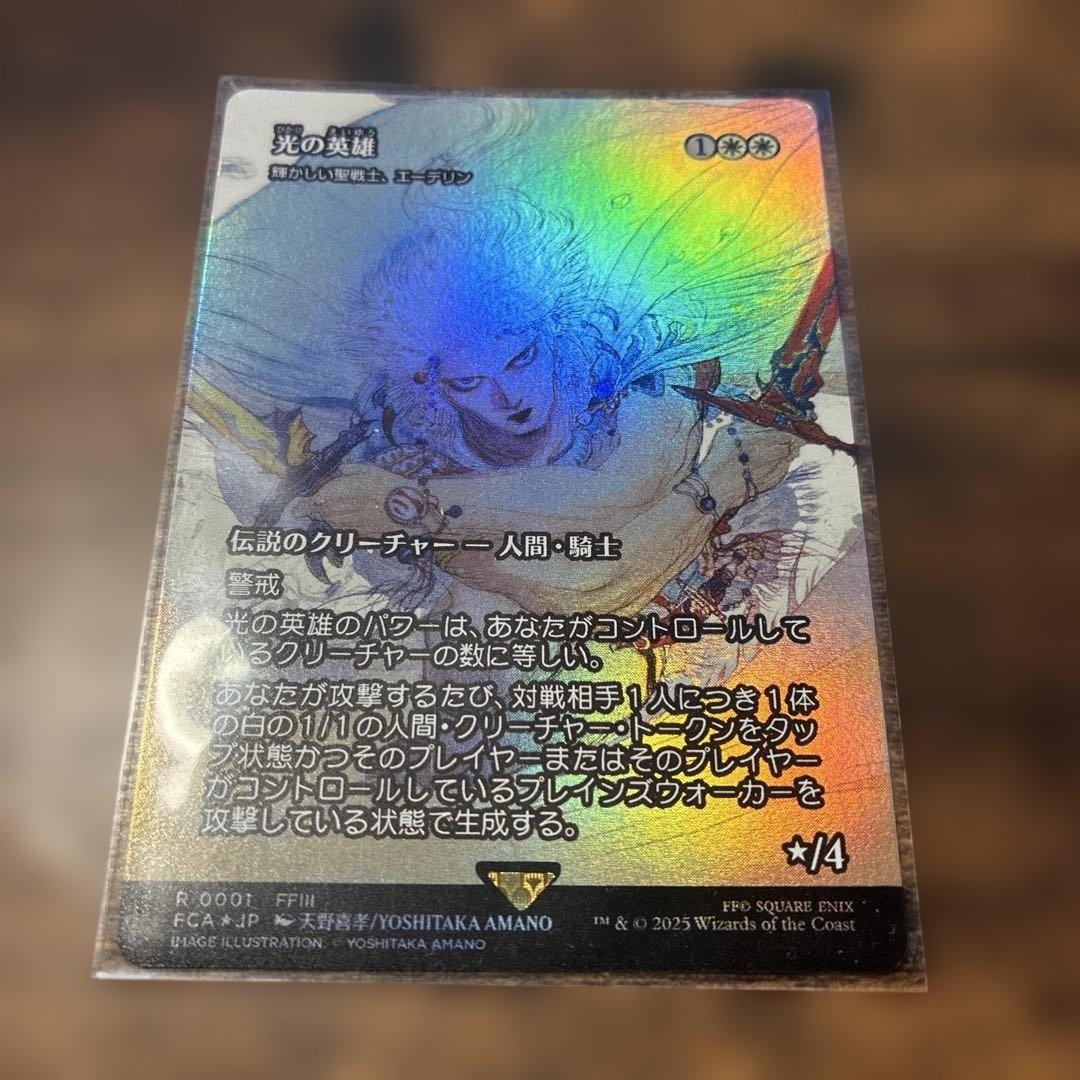 ひかり えいゆう
光の英雄
1
輝かしい聖戦士、エーデリン
伝説のクリーチャー — 人間・騎士
警戒
光の英雄のパワーは、あなたがコントロールして
いるクリーチャーの数に等しい。
あなたが攻撃するたび、対戦相手1人につき1体
の白の1/1の人間・クリーチャー・トークンをタッ
プ状態かつそのプレイヤーまたはそのプレイヤー
がコントロールしているプレインズウォーカーを
攻撃している状態で生成する。
★/4
R 0001 FFIII
FCA★JP 天野喜孝/YOSHITAKA AMANO
IMAGE ILLUSTRATION: © YOSHITAKA AMANO
FF© SQUARE ENIX
™ & © 2025 Wizards of the Coast